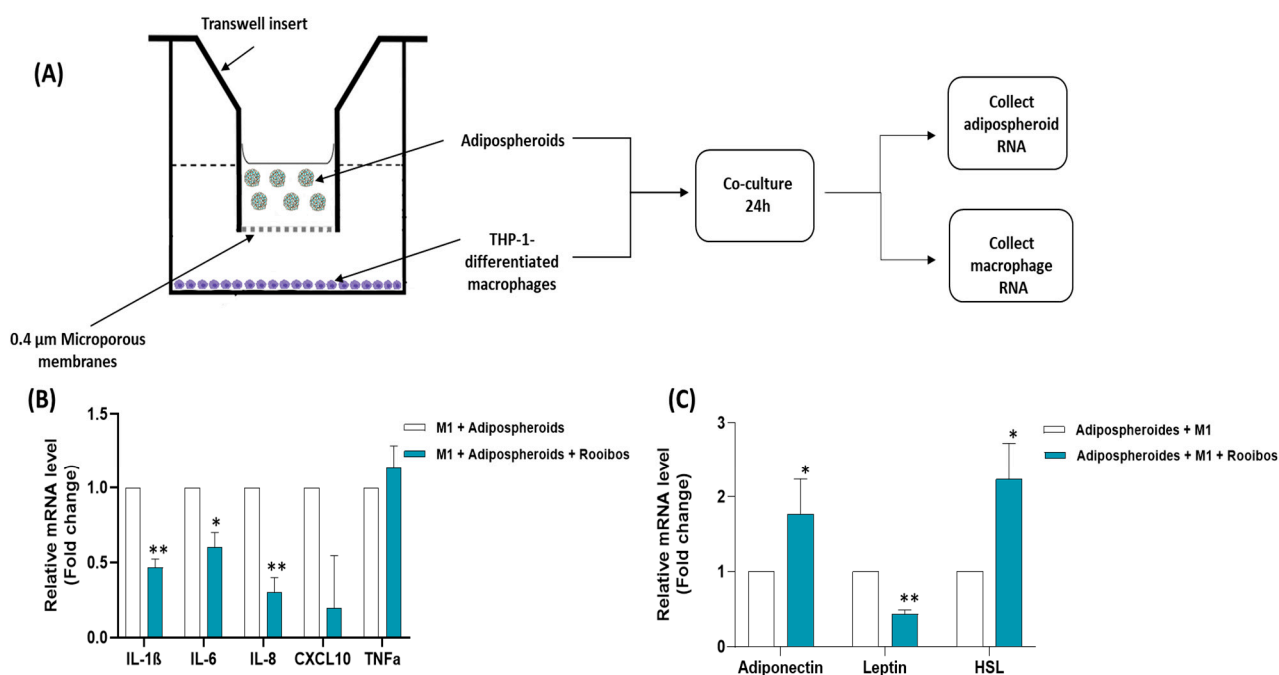 (A)
Transwell insert
Adipospheroids
THP-1-
differentiated
macrophages
0.4 µm Microporous
membranes
Co-culture
24h
Collect
adipospheroid
RNA
Collect
macrophage
RNA
(B)
Relative mRNA level
(Fold change)
1.5
1.0
0.5
0.0
M1 + Adipospheroids
M1 + Adipospheroids + Rooibos
**
*
**
IL-1ß
IL-6
IL-8
CXCL10
TNFa
(C)
Relative mRNA level
(Fold change)
3
2
1
0
Adipospheroides + M1
Adipospheroides + M1 + Rooibos
*
**
*
Adiponectin
Leptin
HSL